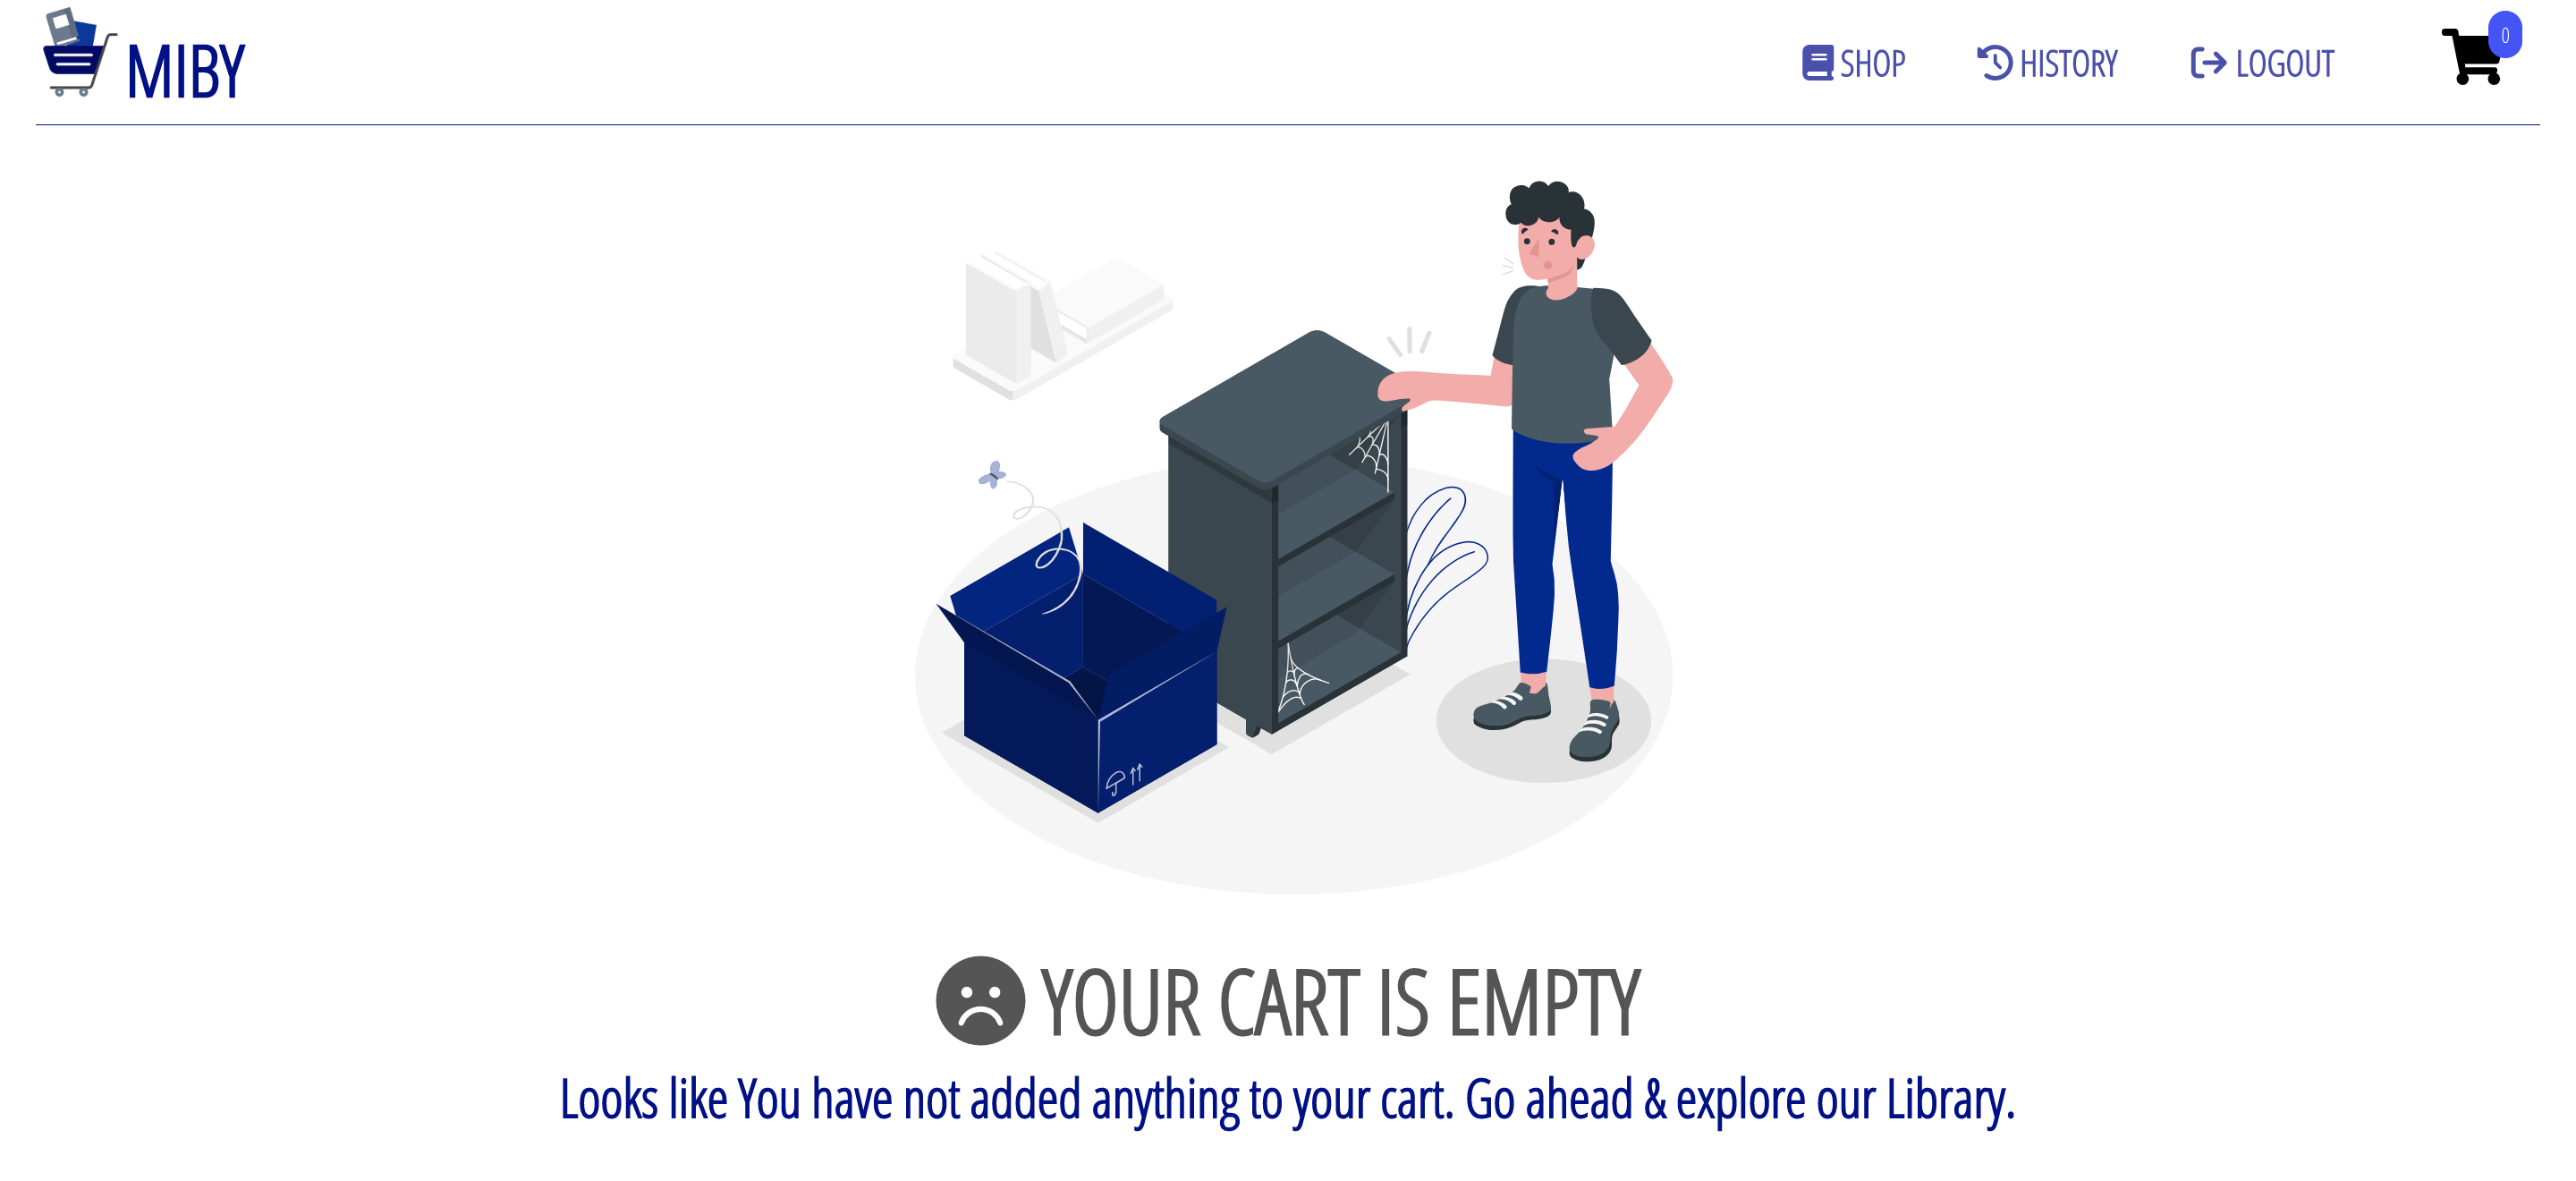 MIBY
SHOP
HISTORY
LOGOUT
0
YOUR CART IS EMPTY
Looks like You have not added anything to your cart. Go ahead & explore our Library.